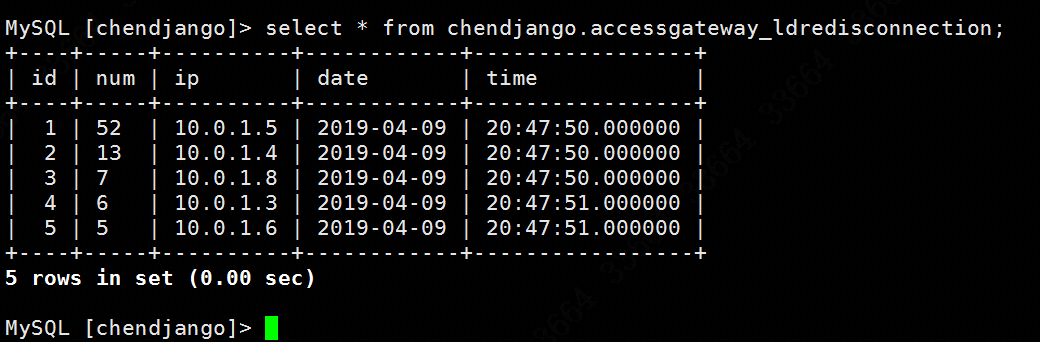 MySQL [chendjango]> select * from chendjango.accessgateway_ldredisconnection;
+----+-----+----------+------------+-----------------+
| id | num | ip       | date       | time            |
+----+-----+----------+------------+-----------------+
|  1 | 52  | 10.0.1.5 | 2019-04-09 | 20:47:50.000000 |
|  2 | 13  | 10.0.1.4 | 2019-04-09 | 20:47:50.000000 |
|  3 | 7   | 10.0.1.8 | 2019-04-09 | 20:47:50.000000 |
|  4 | 6   | 10.0.1.3 | 2019-04-09 | 20:47:51.000000 |
|  5 | 5   | 10.0.1.6 | 2019-04-09 | 20:47:51.000000 |
+----+-----+----------+------------+-----------------+
5 rows in set (0.00 sec)
MySQL [chendjango]>